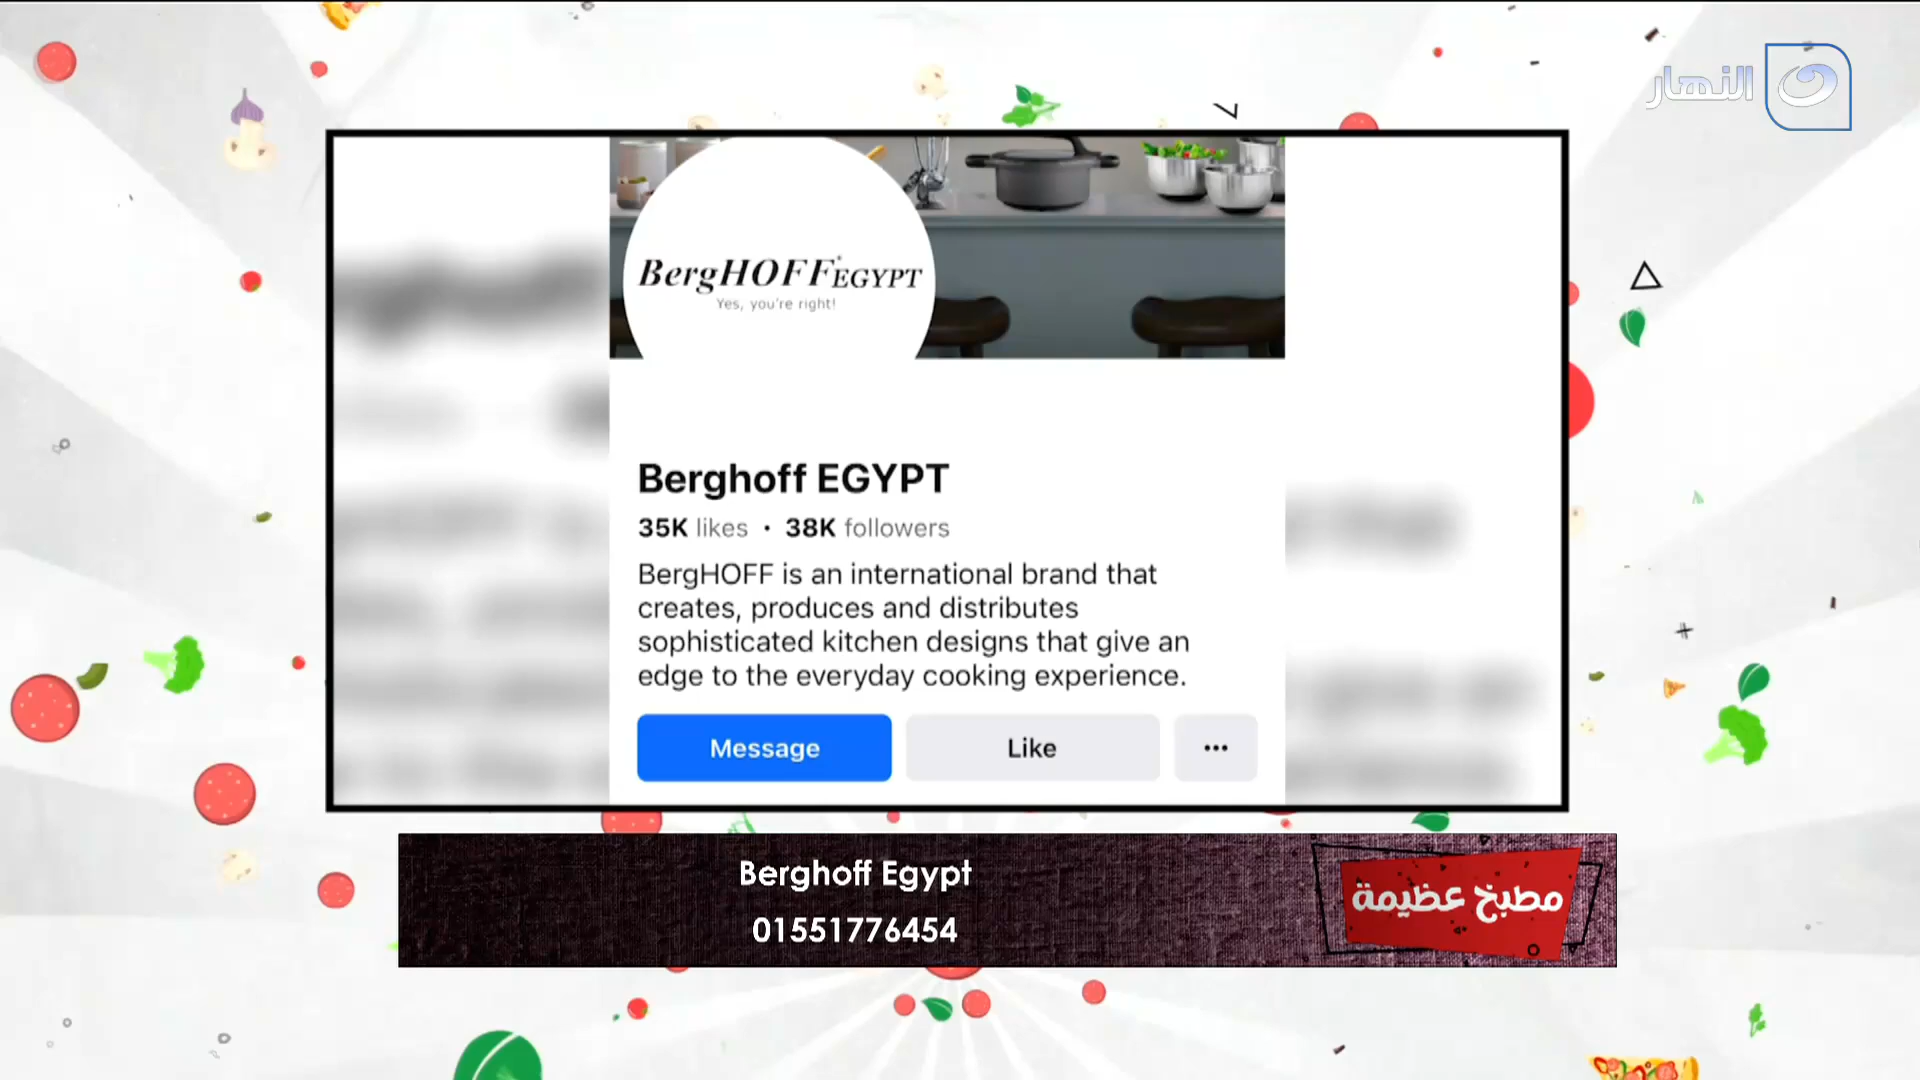 النهار
BergHOFF® EGYPT
Yes, you're right!
Berghoff EGYPT
35K likes · 38K followers
BergHOFF is an international brand that
creates, produces and distributes
sophisticated kitchen designs that give an
edge to the everyday cooking experience.
Message
Like
Berghoff Egypt
01551776454
مطبخ عظيمة